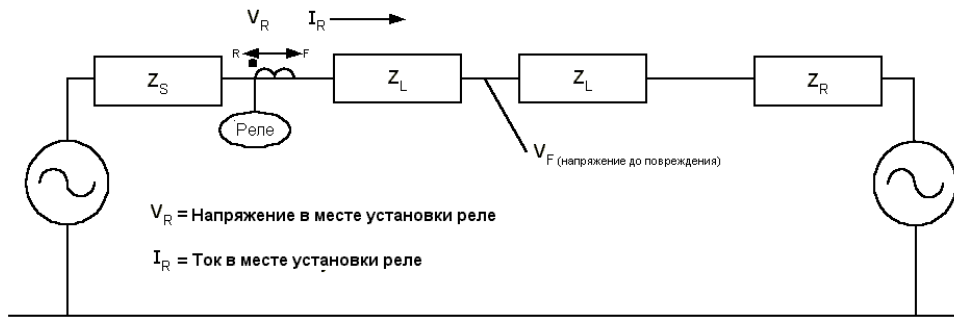 V_R I_R
R F
Z_S Z_L Z_L Z_R
Реле
V_F (напряжение до повреждения)
V_R = Напряжение в месте установки реле
I_R = Ток в месте установки реле